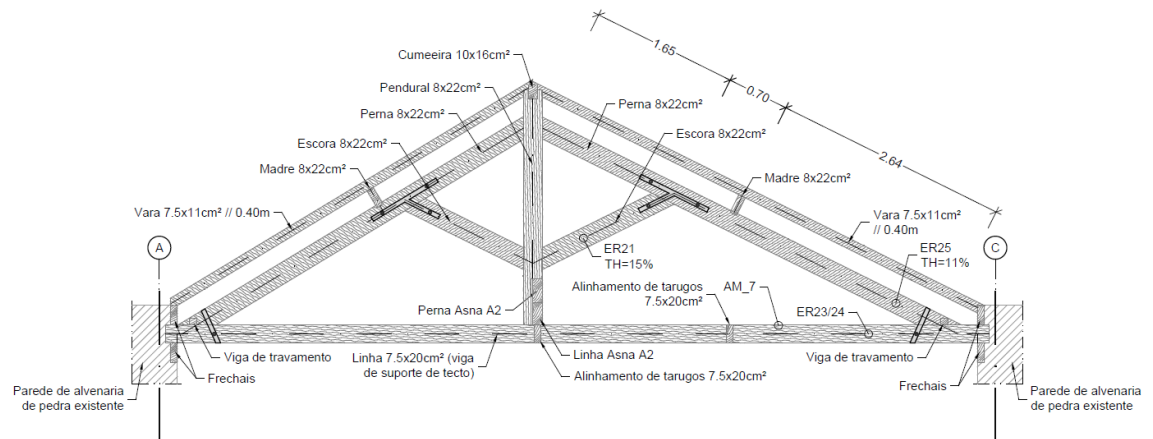 1.65
0.70
2.64
Cumeeira 10x16cm²
Pendural 8x22cm²
Perna 8x22cm²
Escora 8x22cm²
Madre 8x22cm²
Vara 7.5x11cm² // 0.40m
Perna 8x22cm²
Escora 8x22cm²
Madre 8x22cm²
Vara 7.5x11cm²
// 0.40m
A
C
ER21
TH=15%
ER25
TH=11%
Alinhamento de tarugos
7.5x20cm²
AM_7
ER23/24
Perna Asna A2
Viga de travamento
Linha 7.5x20cm² (viga
de suporte de tecto)
Linha Asna A2
Viga de travamento
Frechais
Alinhamento de tarugos 7.5x20cm²
Frechais
Parede de alvenaria
de pedra existente
Parede de alvenaria
de pedra existente